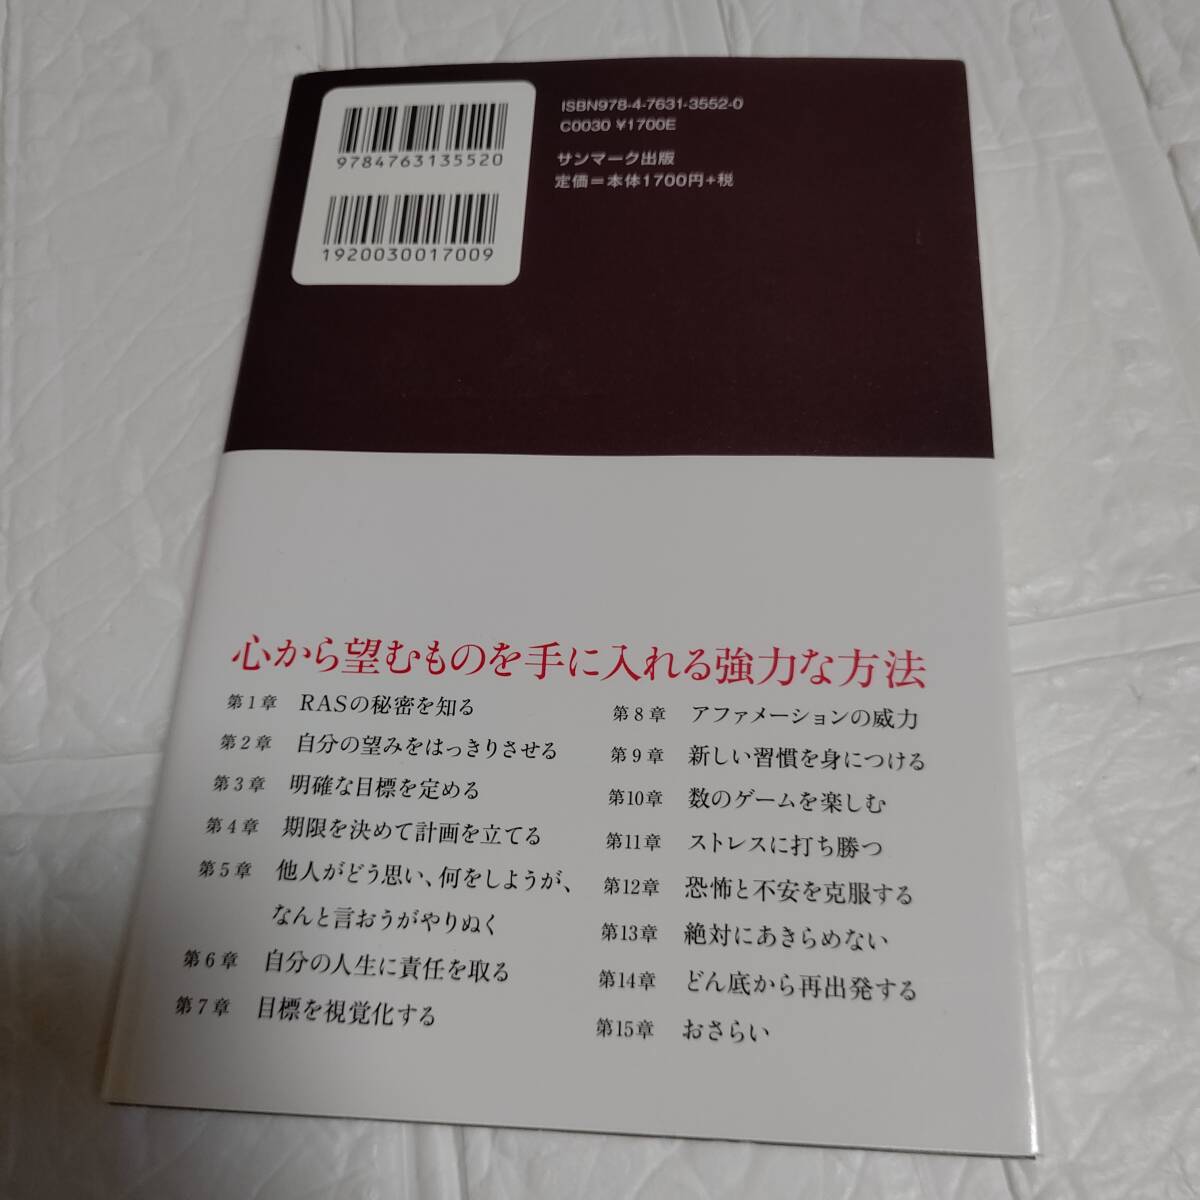 9784763135520
1920030017009
ISBN978-4-7631-3552-0
C0030 ¥1700E
サンマーク出版
定価=本体1700円+税
心から望むものを手に入れる強力な方法
第1章 RASの秘密を知る
第2章 自分の望みをはっきりさせる
第3章 明確な目標を定める
第4章 期限を決めて計画を立てる
第5章 他人がどう思い、何をしようが、
なんと言おうがやりぬく
第6章 自分の人生に責任を取る
第7章 目標を視覚化する
第8章 アファメーションの威力
第9章 新しい習慣を身につける
第10章 数のゲームを楽しむ
第11章 ストレスに打ち勝つ
第12章 恐怖と不安を克服する
第13章 絶対にあきらめない
第14章 どん底から再出発する
第15章 おさらい